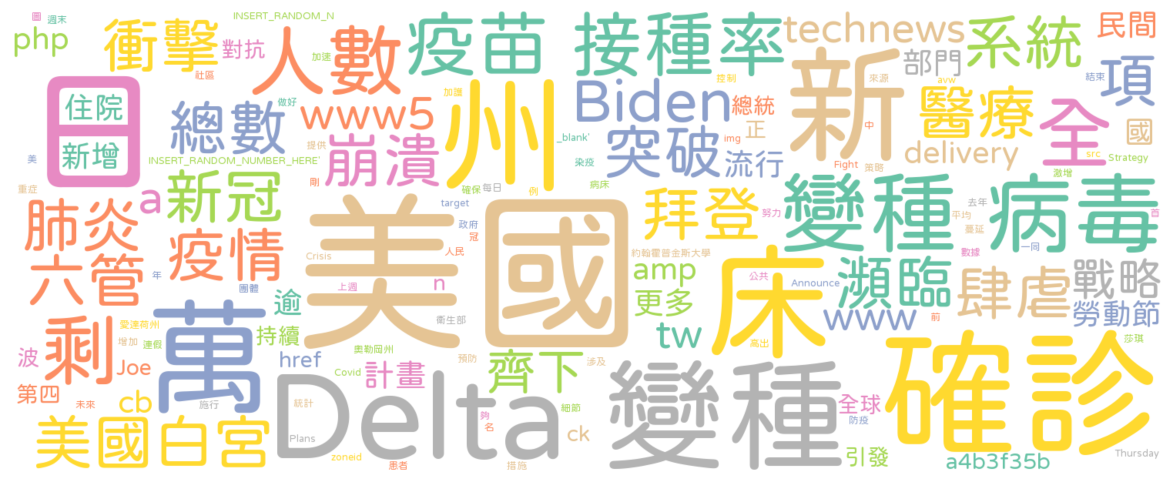 圖 週末
php
衝擊
對抗
INSERT_RANDOM_N
社區
人數
加速
疫苗
接種率
technews
系統
民間
部門
結束
項
住院
新增
日
做好
總數
www5
提供
加護
州
_blank'
Biden
總統
控制
突破
正
img
流行
染疫
病床
新
來源
中
avw
醫療
delivery
Fight
策略
全
國
src
Strategy
激增
美
INSERT_RANDOM_NUMBER_HERE'
重症
a
新冠
剛
崩潰
確保
每日
例
target
政府
冠
人民
拜登
努力
變種
去年
平均
蔓延
病毒
百
一同
數據
肺炎
六管
疫情
年
團體
Crisis
上週
n
衛生部
美國
約翰霍普金斯大學
amp
更多
床
公共
Announce
瀕臨
肆虐
戰略
勞動節
萬
逾
持續
愛達荷州
增加
連假
剩
波
Joe
第四
cb
未來
施行
href
奧勒岡州
Covid
計畫
預防
齊下
tw
高出
www
前
莎琪
美國白宮
Plans
統計
zoneid
Delta
患者
夠
名
措施
細節
涉及
ck
變種
全球
防疫
引發
確診
a4b3f35b
Thursday